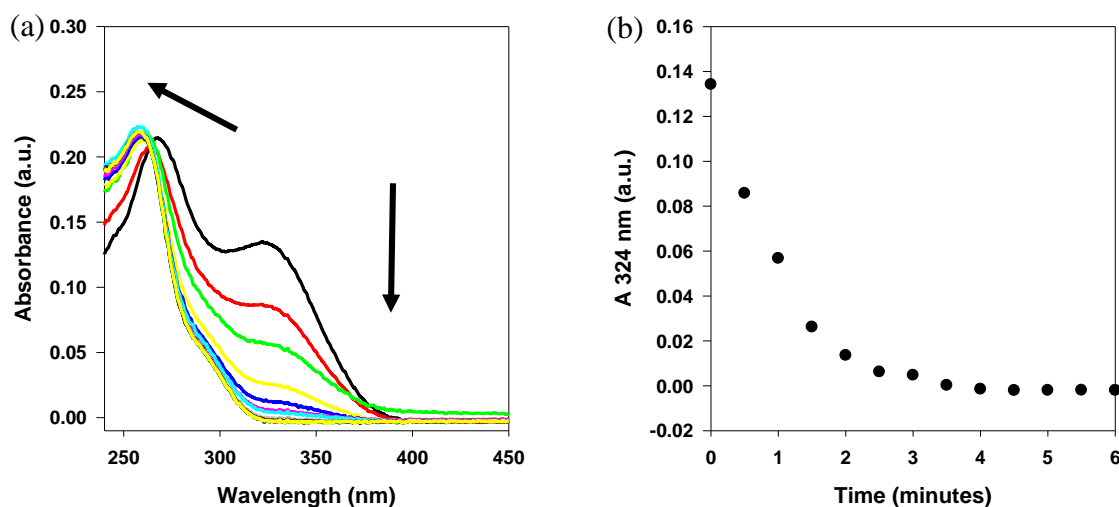 (a)
Absorbance (a.u.)
0.30
0.25
0.20
0.15
0.10
0.05
0.00
250 300 350 400 450
Wavelength (nm)
(b)
A 324 nm (a.u.)
0.16
0.14
0.12
0.10
0.08
0.06
0.04
0.02
0.00
-0.02
0 1 2 3 4 5 6
Time (minutes)